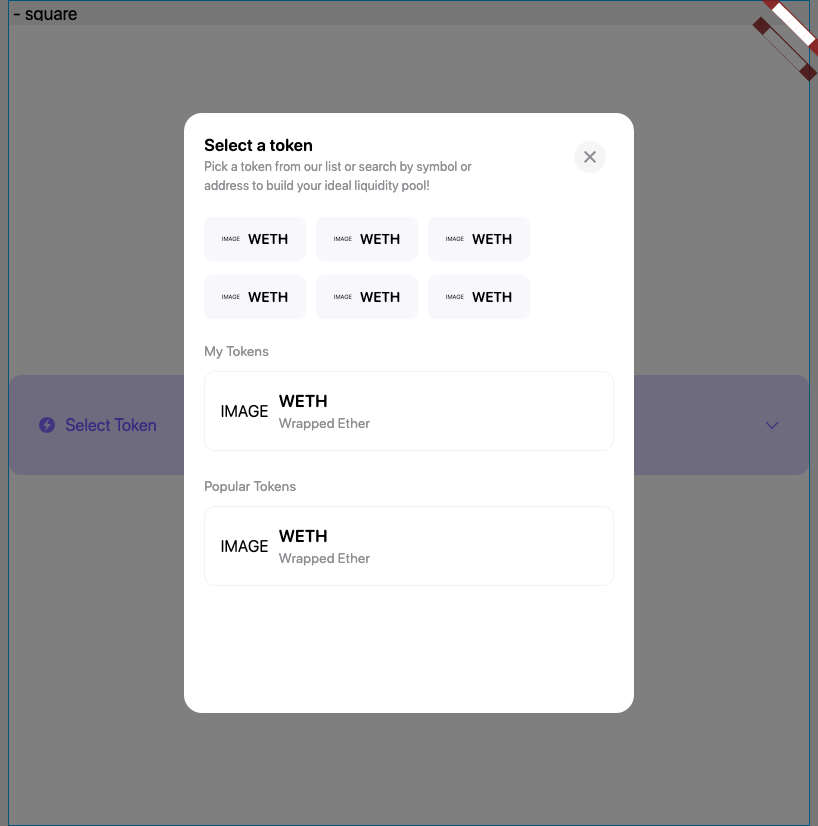 - square
Select a token
Pick a token from our list or search by symbol or
address to build your ideal liquidity pool!
IMAGE WETH IMAGE WETH IMAGE WETH
IMAGE WETH IMAGE WETH IMAGE WETH
My Tokens
IMAGE
WETH
Wrapped Ether
Select Token
Popular Tokens
IMAGE
WETH
Wrapped Ether